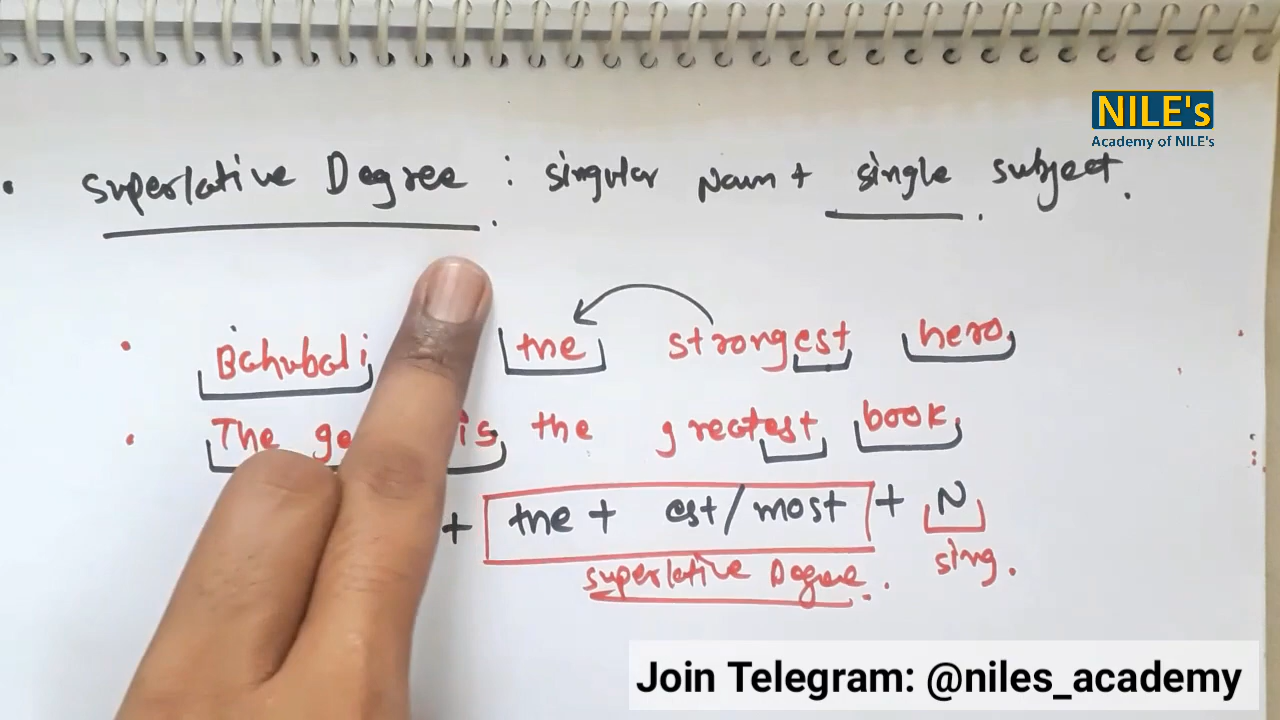 NILE's
Academy of NILE's
• Superlative Degree : singular Noun + single subject.
• Bahubali the strongest hero
• The is the greatest book
+ the + est/most + N
superlative Degree. sing.
Join Telegram: @niles_academy